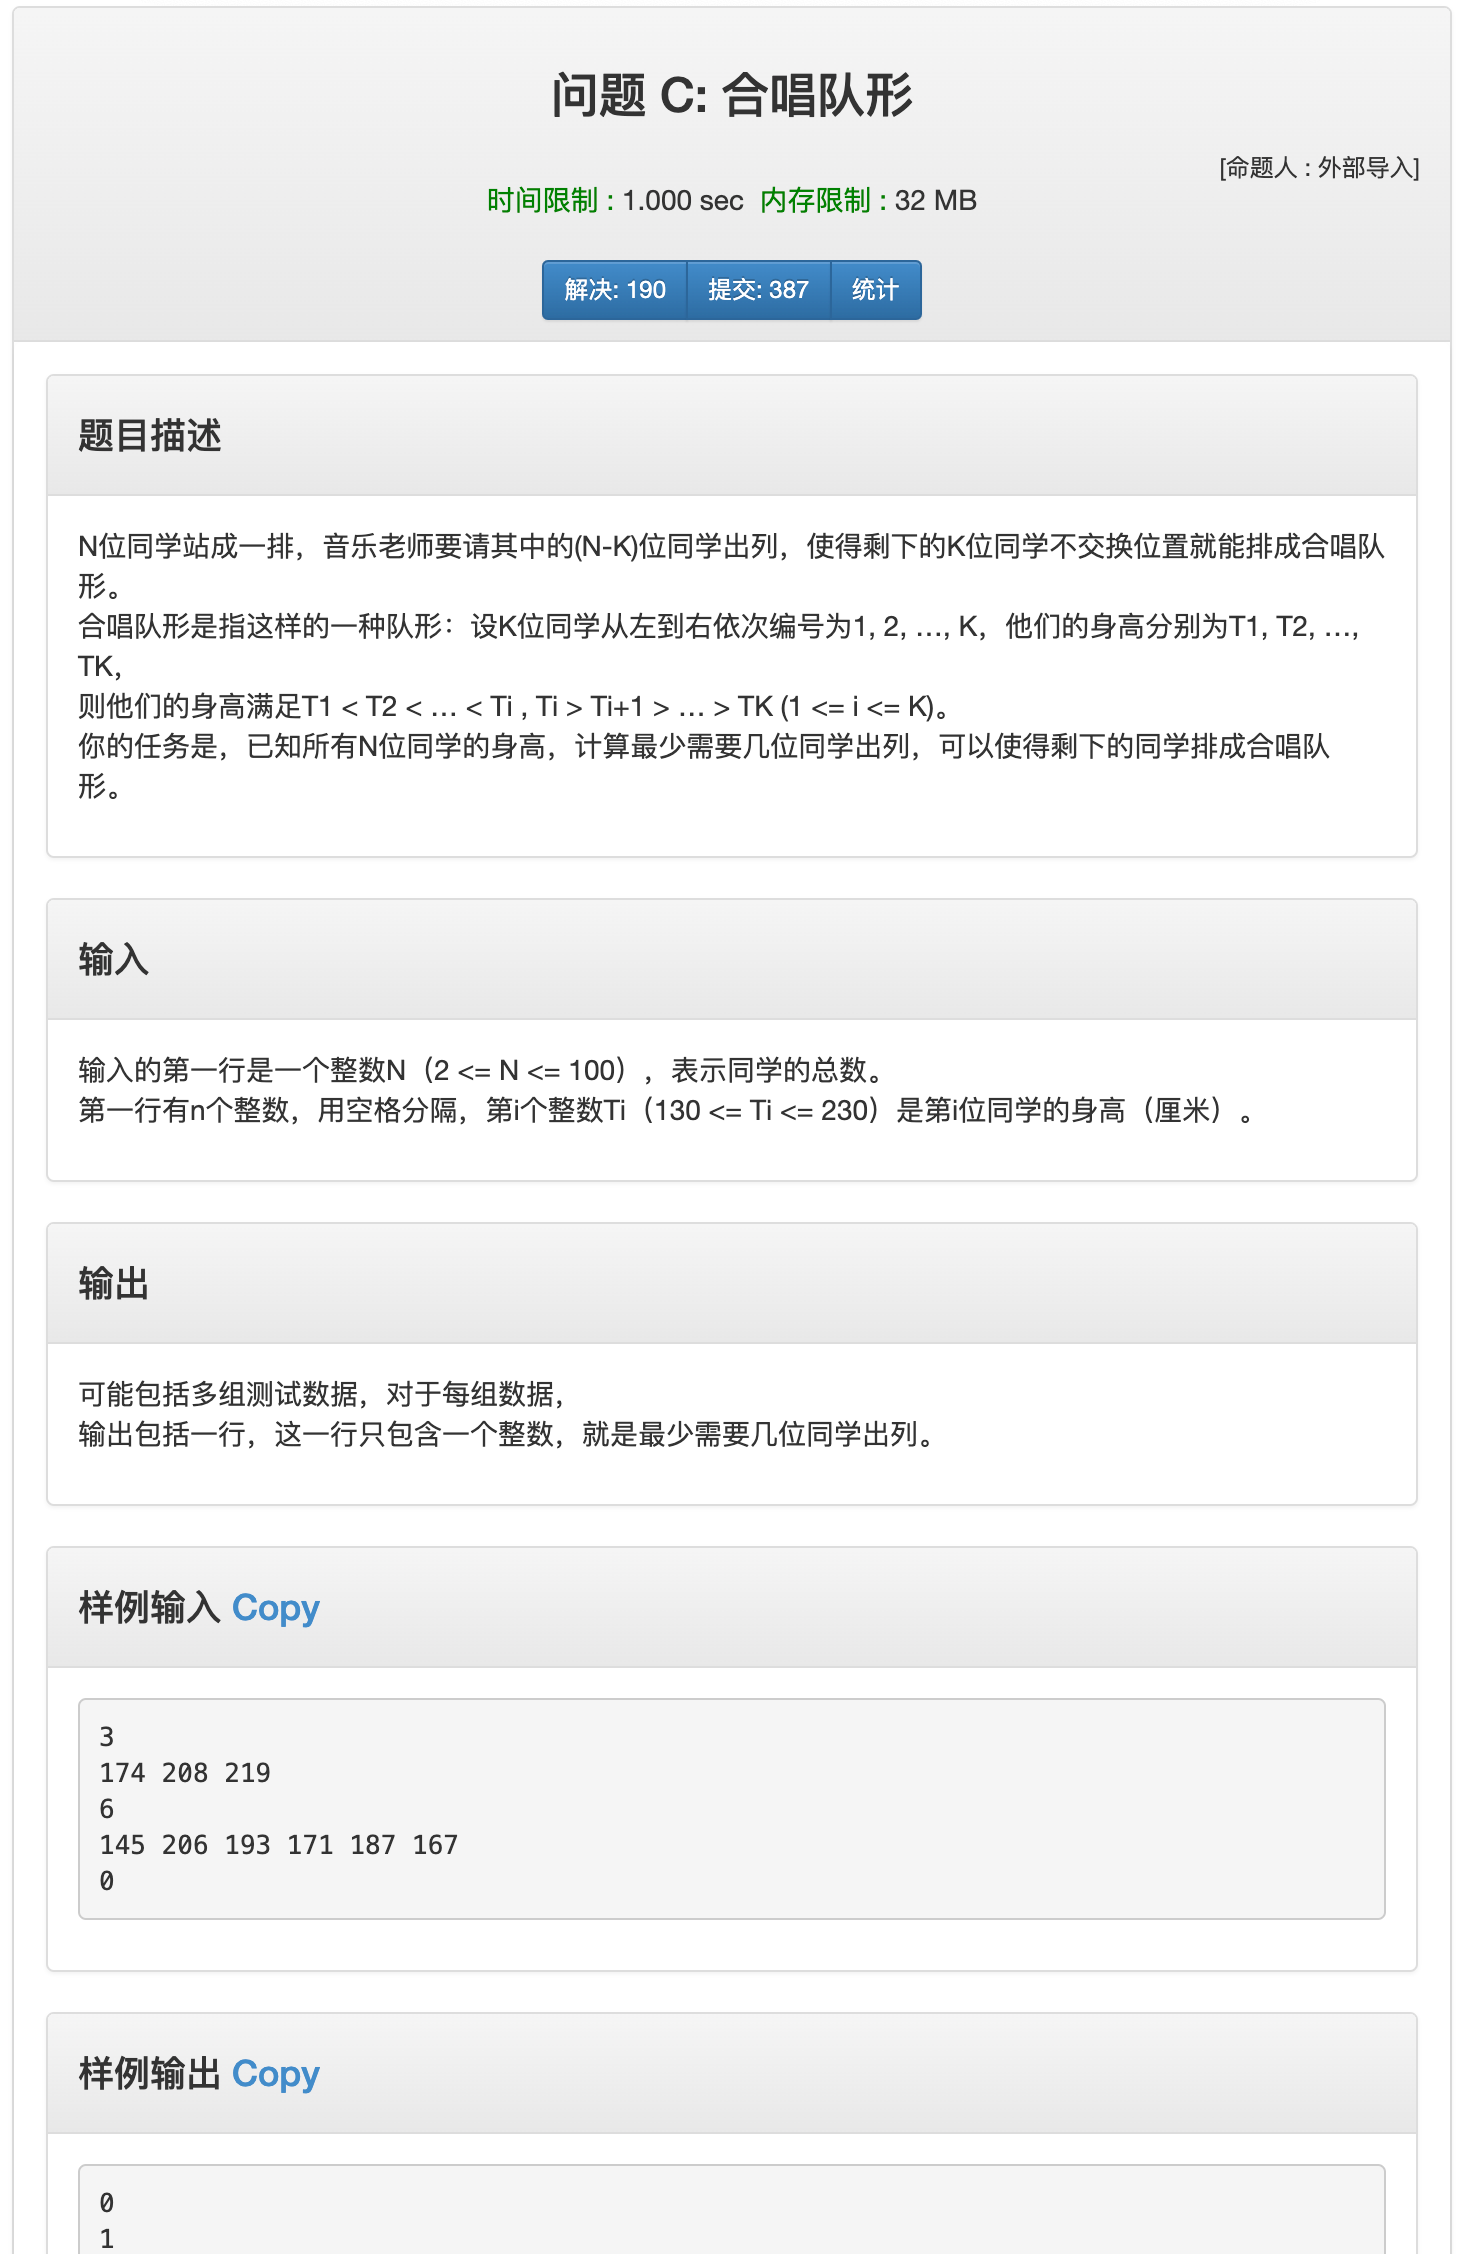 问题 C: 合唱队形
[命题人 : 外部导入]
时间限制 : 1.000 sec 内存限制 : 32 MB
解决: 190 提交: 387 统计
题目描述
N位同学站成一排，音乐老师要请其中的(N-K)位同学出列，使得剩下的K位同学不交换位置就能排成合唱队
形。
合唱队形是指这样的一种队形：设K位同学从左到右依次编号为1, 2, …, K，他们的身高分别为T1, T2, …,
TK，
则他们的身高满足T1 < T2 < … < Ti , Ti > Ti+1 > … > TK (1 <= i <= K)。
你的任务是，已知所有N位同学的身高，计算最少需要几位同学出列，可以使得剩下的同学排成合唱队
形。
输入
输入的第一行是一个整数N（2 <= N <= 100），表示同学的总数。
第一行有n个整数，用空格分隔，第i个整数Ti（130 <= Ti <= 230）是第i位同学的身高（厘米）。
输出
可能包括多组测试数据，对于每组数据，
输出包括一行，这一行只包含一个整数，就是最少需要几位同学出列。
样例输入 Copy
3
174 208 219
6
145 206 193 171 187 167
0
样例输出 Copy
0
1